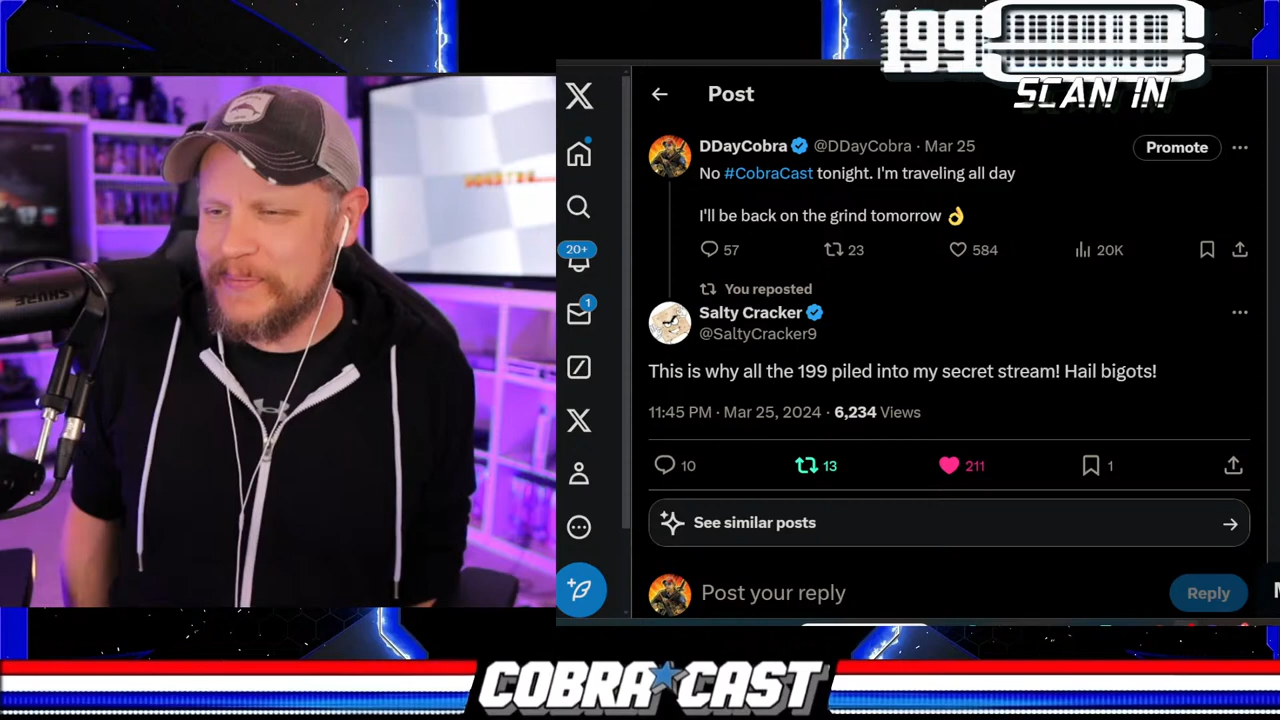 199
SCAN IN
Post
DDayCobra @DDayCobra · Mar 25
Promote
No #CobraCast tonight. I'm traveling all day
I'll be back on the grind tomorrow 👌
57 23 584 20K
20+
You reposted
1
Salty Cracker
@SaltyCracker9
This is why all the 199 piled into my secret stream! Hail bigots!
11:45 PM · Mar 25, 2024 · 6,234 Views
10 13 211 1
See similar posts
Post your reply
Reply
SHURE
COBRA CAST